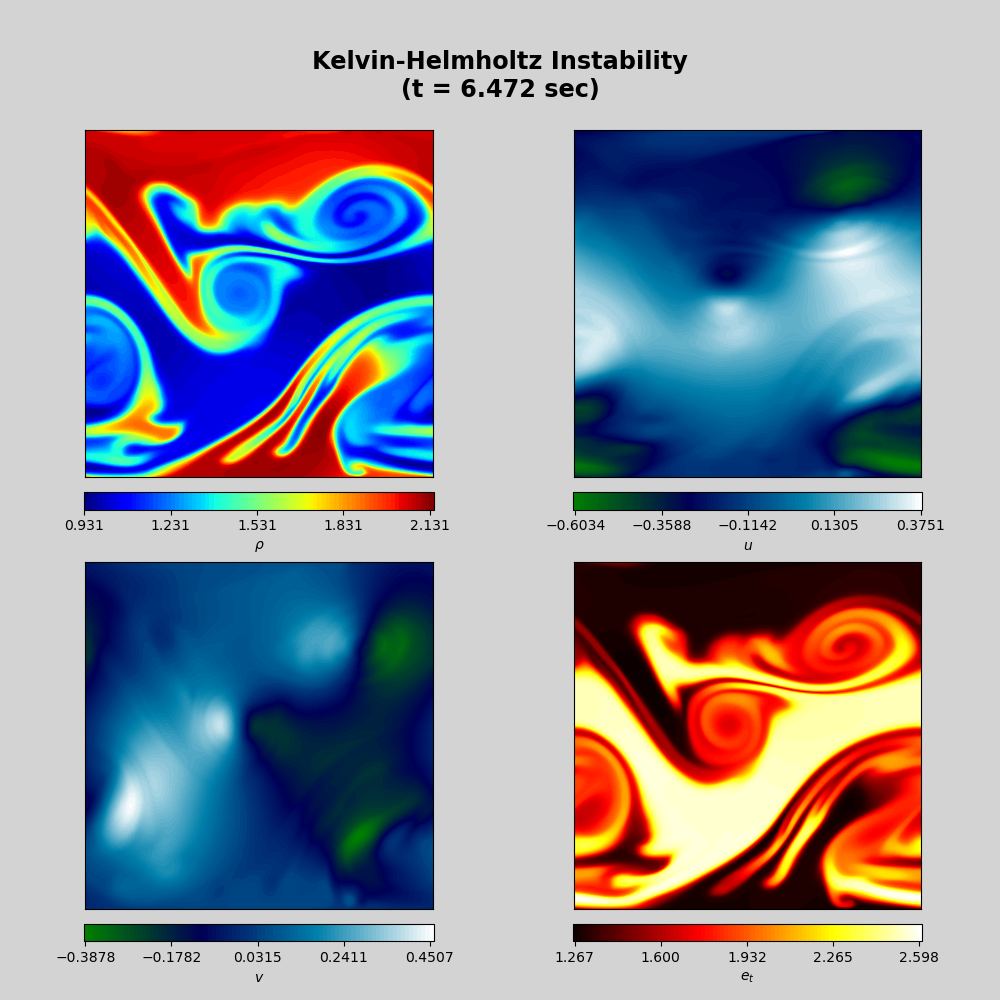 Kelvin-Helmholtz Instability
(t = 6.472 sec)
0.931 1.231 1.531 1.831 2.131
ρ
−0.6034 −0.3588 −0.1142 0.1305 0.3751
u
−0.3878 −0.1782 0.0315 0.2411 0.4507
v
1.267 1.600 1.932 2.265 2.598
e_t